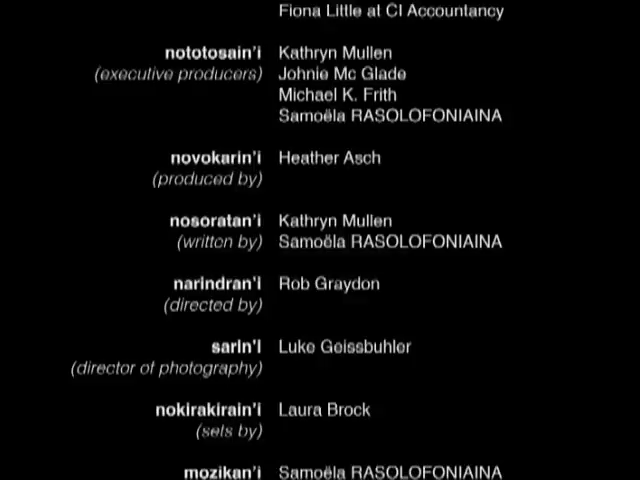 Fiona Little at CI Accountancy
nototosain'i Kathryn Mullen
(executive producers) Johnie Mc Glade
Michael K. Frith
Samoëla RASOLOFONIAINA
novokarin'i Heather Asch
(produced by)
nosoratan'i Kathryn Mullen
(written by) Samoëla RASOLOFONIAINA
narindran'i Rob Graydon
(directed by)
sarin'i Luke Geissbuhler
(director of photography)
nokirakirain'i Laura Brock
(sets by)
mozikan'i Samoëla RASOLOFONIAINA